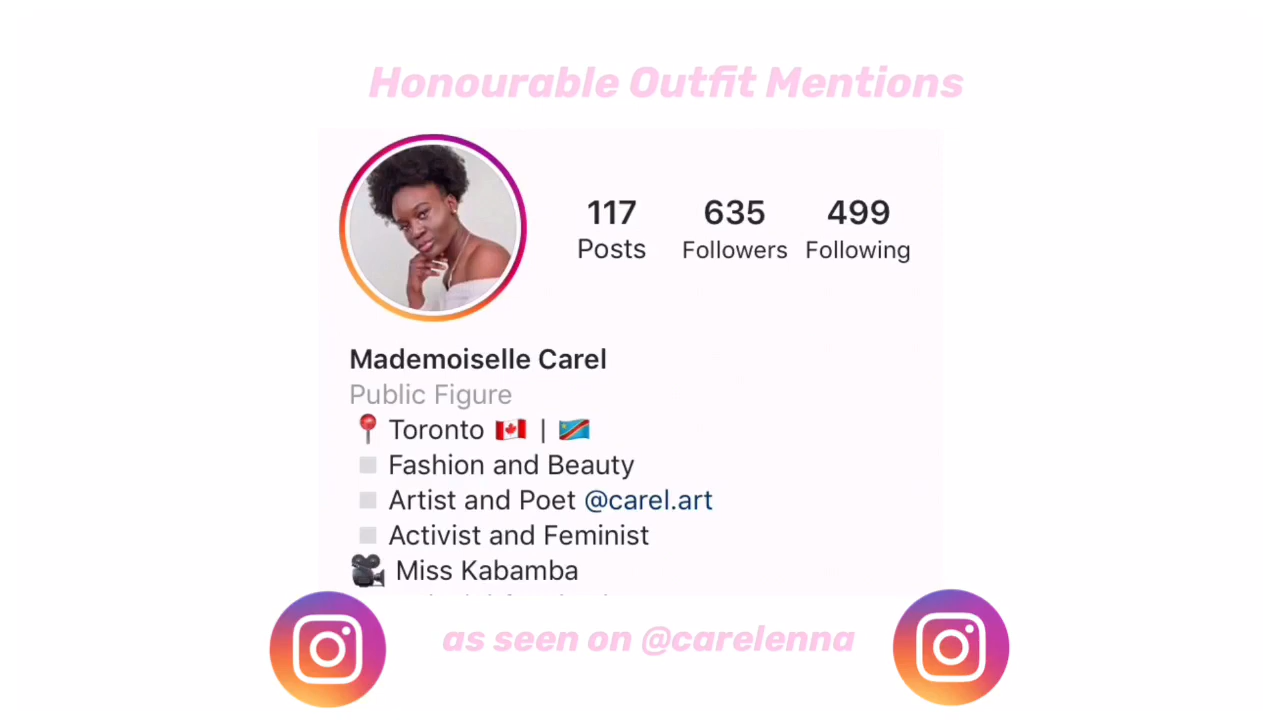 Honourable Outfit Mentions
117 635 499
Posts Followers Following
Mademoiselle Carel
Public Figure
📍 Toronto 🇨🇦 | 🇨🇩
◽ Fashion and Beauty
◽ Artist and Poet @carel.art
◽ Activist and Feminist
🎥 Miss Kabamba
as seen on @carelenna